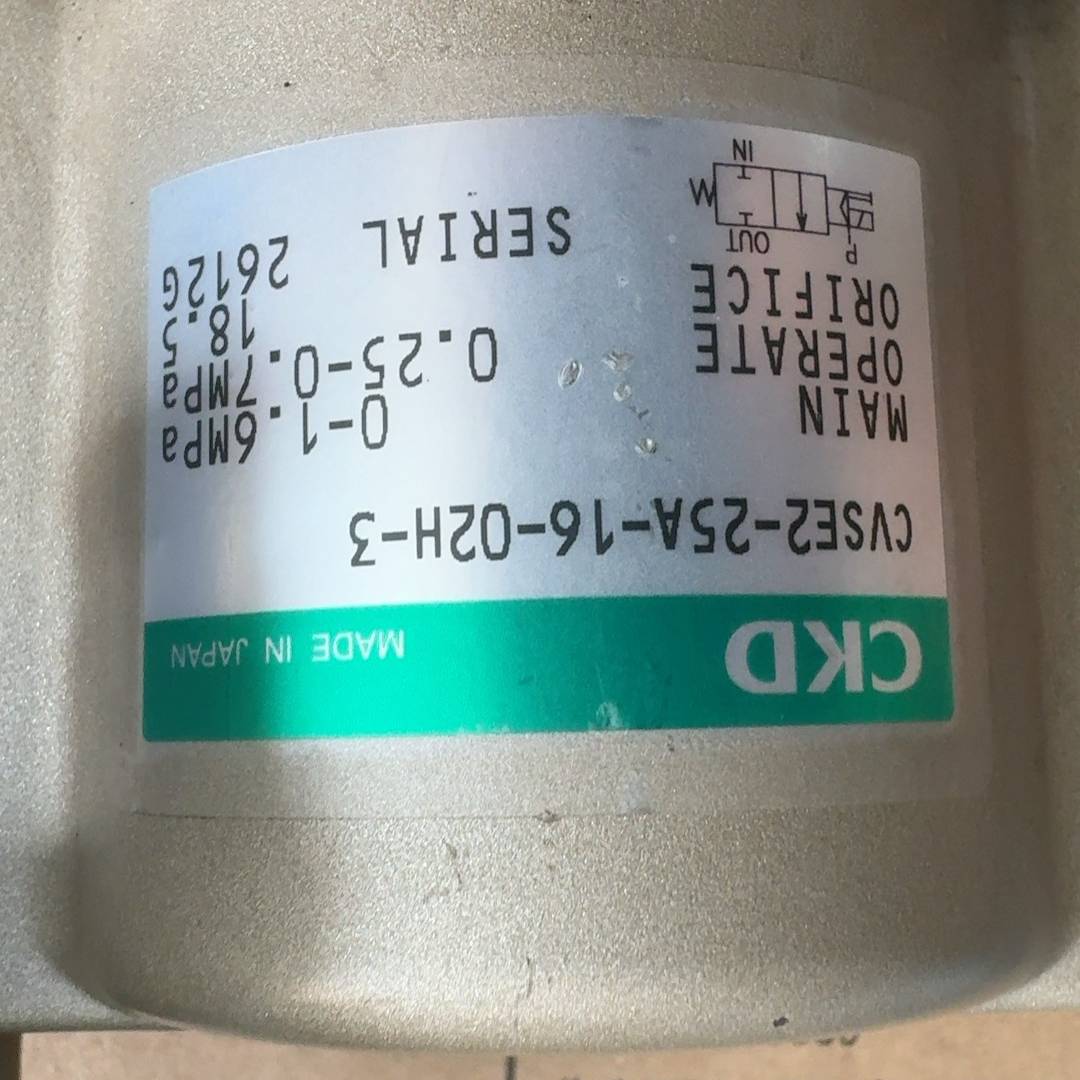 CKD MADE IN JAPAN
CVSE2-25A-16-02H-3
MAIN 0-1.6MPa
OPERATE 0.25-0.7MPa
ORIFICE 18.5
SERIAL 2612G
P OUT
IN